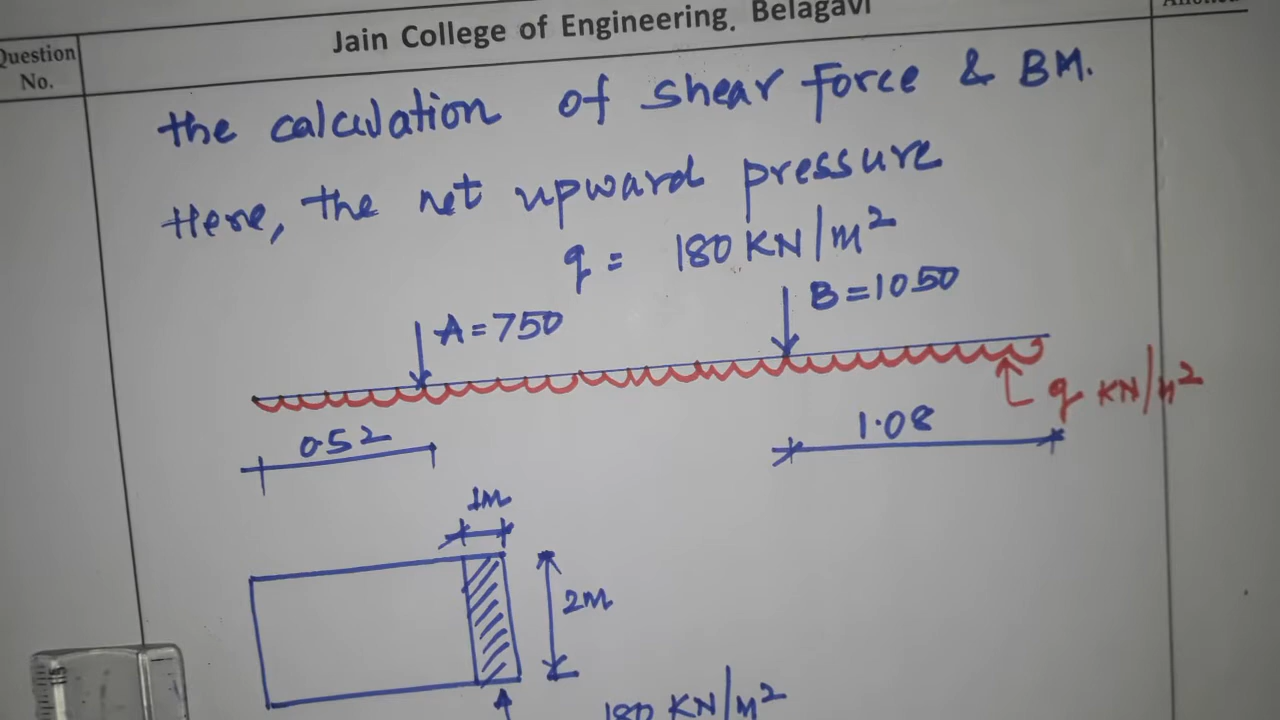 Question
No.
Jain College of Engineering, Belagavi
the calculation of shear force & BM.
Here, the net upward pressure
q = 180 KN/m²
A = 750
B = 1050
q KN/m²
0.52
1.08
1M
2M
180 KN/m²